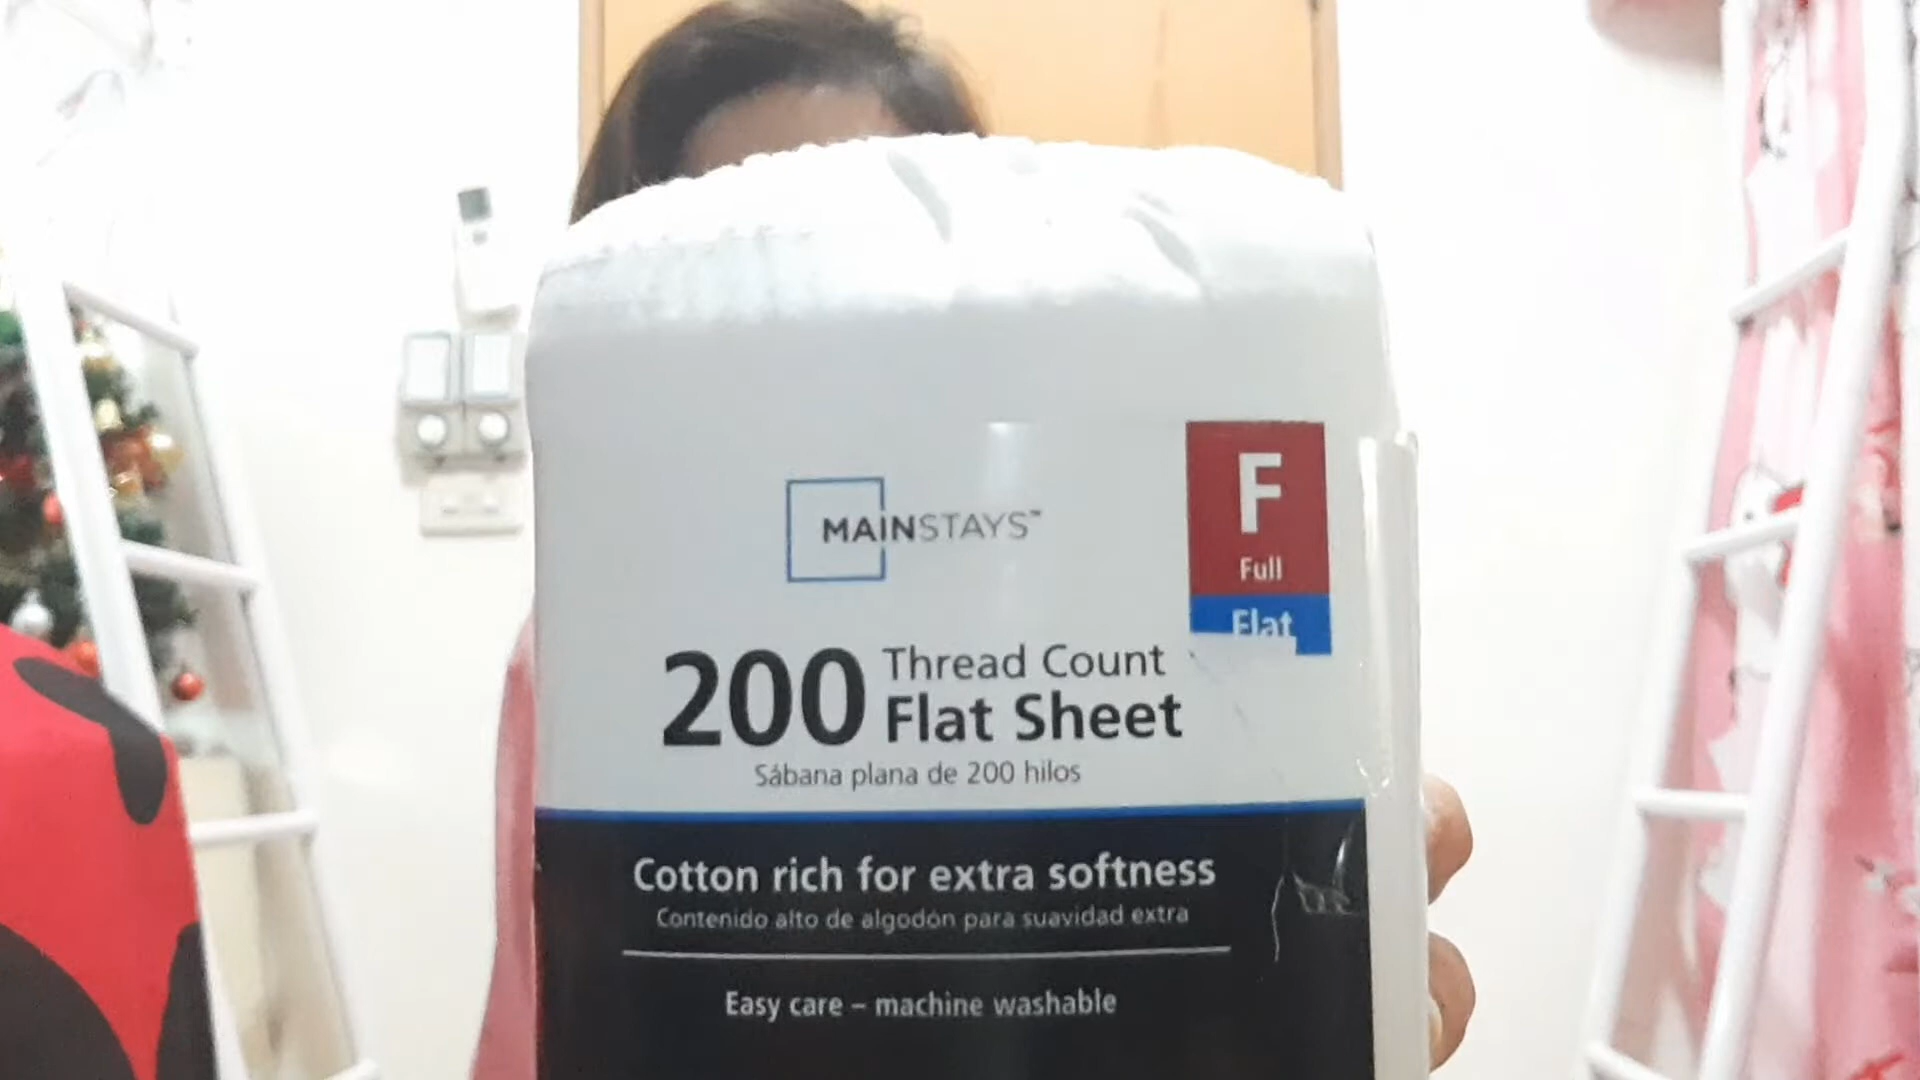 MAINSTAYS™
F
Full
Flat
200 Thread Count
Flat Sheet
Sábana plana de 200 hilos
Cotton rich for extra softness
Contenido alto de algodón para suavidad extra
Easy care – machine washable